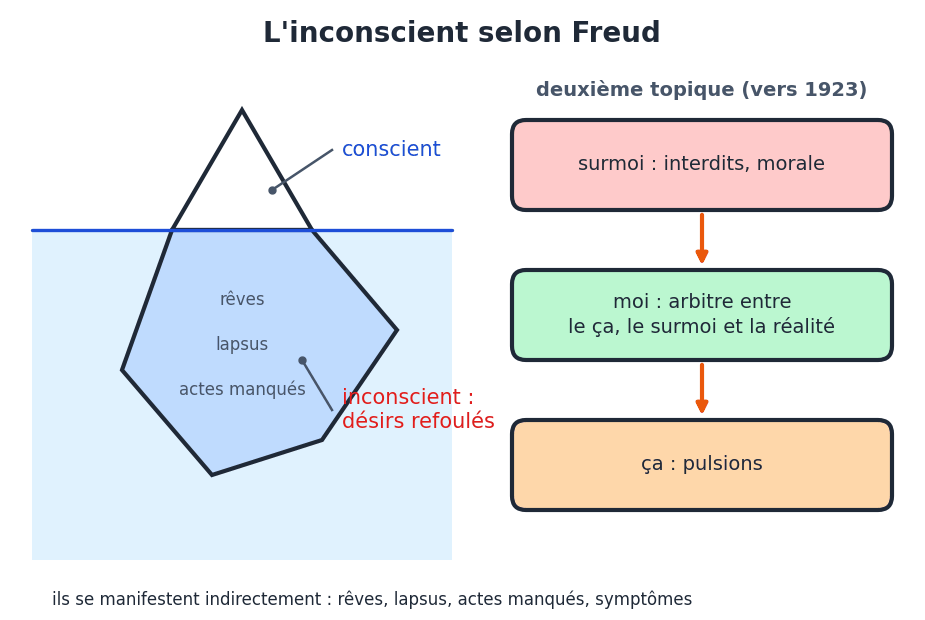 L'inconscient selon Freud
conscient
rêves
lapsus
actes manqués
inconscient :
désirs refoulés
deuxième topique (vers 1923)
surmoi : interdits, morale
moi : arbitre entre
le ça, le surmoi et la réalité
ça : pulsions
ils se manifestent indirectement : rêves, lapsus, actes manqués, symptômes